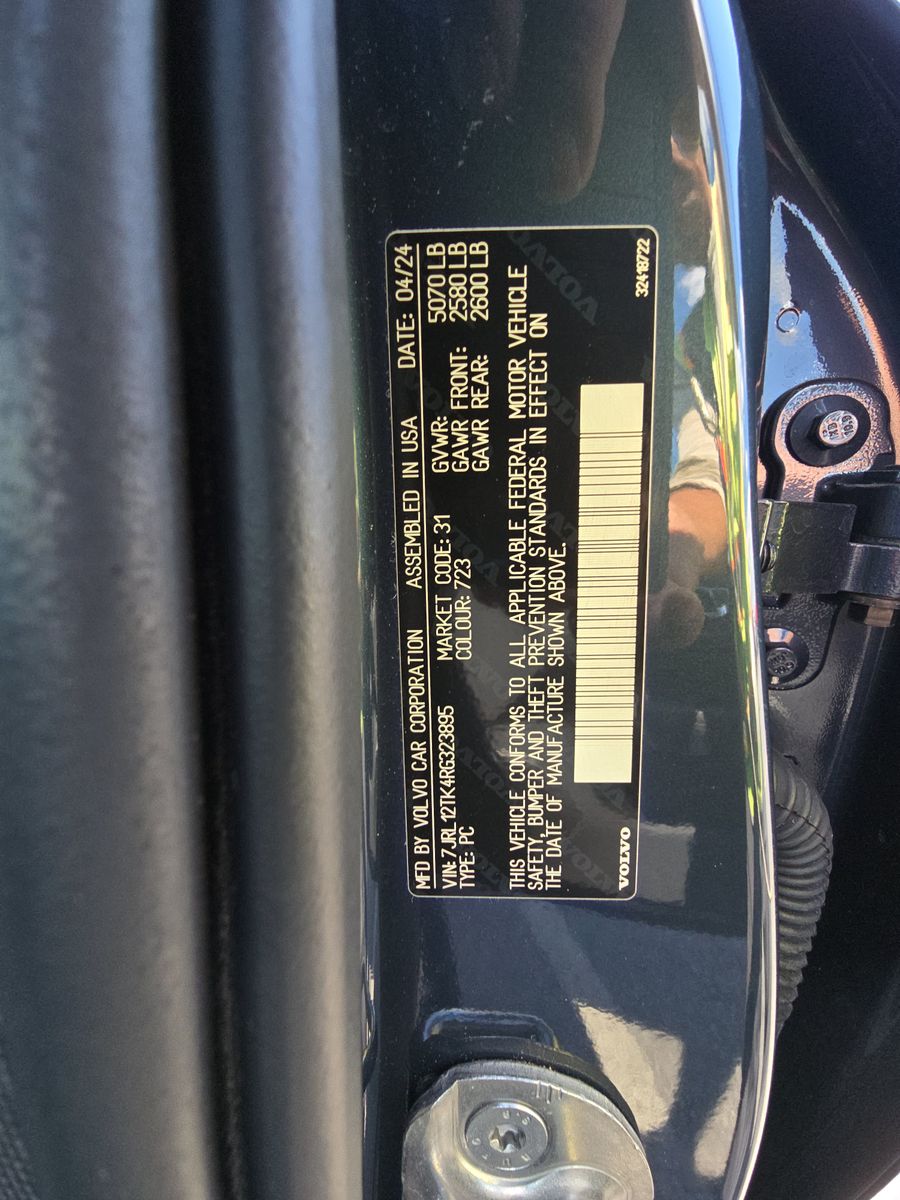 MFD BY VOLVO CAR CORPORATION ASSEMBLED IN USA DATE: 04/24
VIN: 7JRL12TK4RG323895 MARKET CODE: 31 GVWR: 5070 LB
TYPE: PC COLOUR: 723 GAWR FRONT: 2580 LB
GAWR REAR: 2600 LB
THIS VEHICLE CONFORMS TO ALL APPLICABLE FEDERAL MOTOR VEHICLE
SAFETY, BUMPER AND THEFT PREVENTION STANDARDS IN EFFECT ON
THE DATE OF MANUFACTURE SHOWN ABOVE.
VOLVO
32418722
10.9